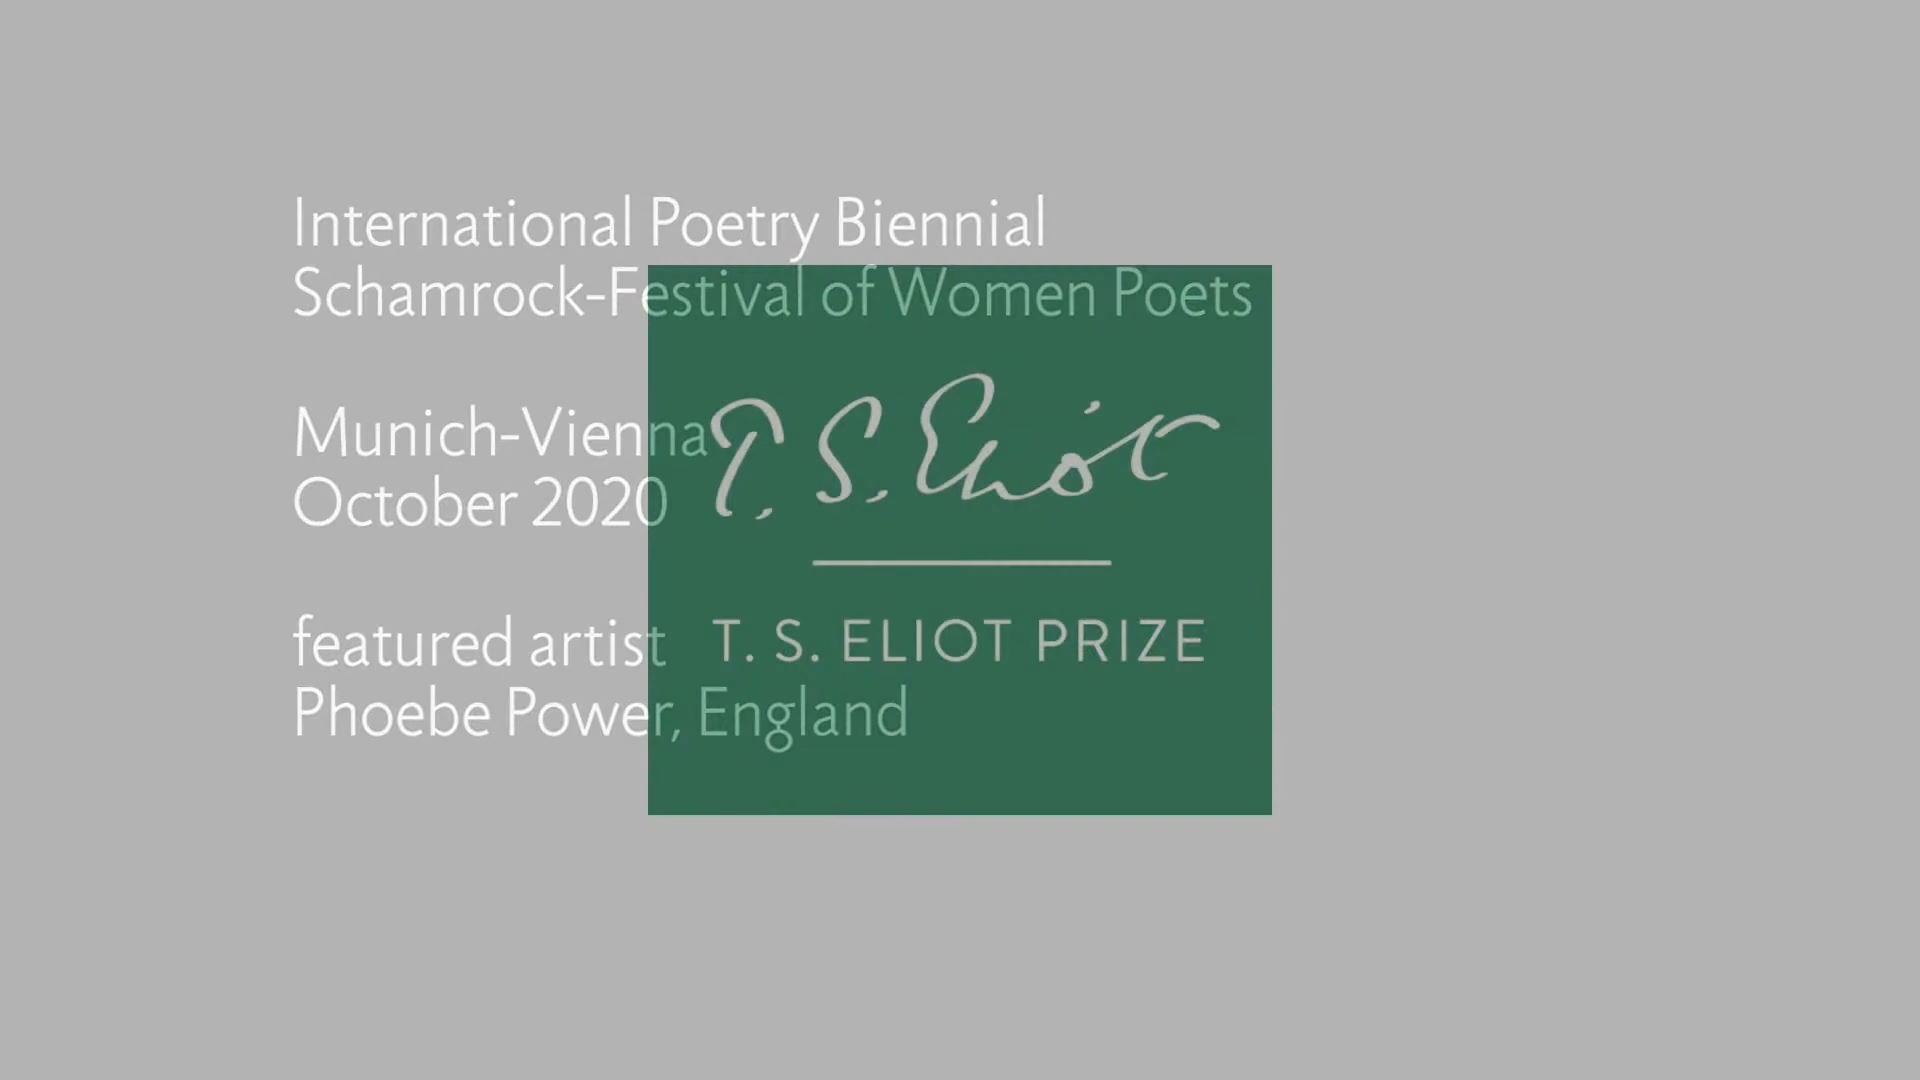 International Poetry Biennial
Schamrock-Festival of Women Poets
Munich-Vienna
October 2020
featured artist
Phoebe Power, England
T. S. Eliot
T. S. ELIOT PRIZE